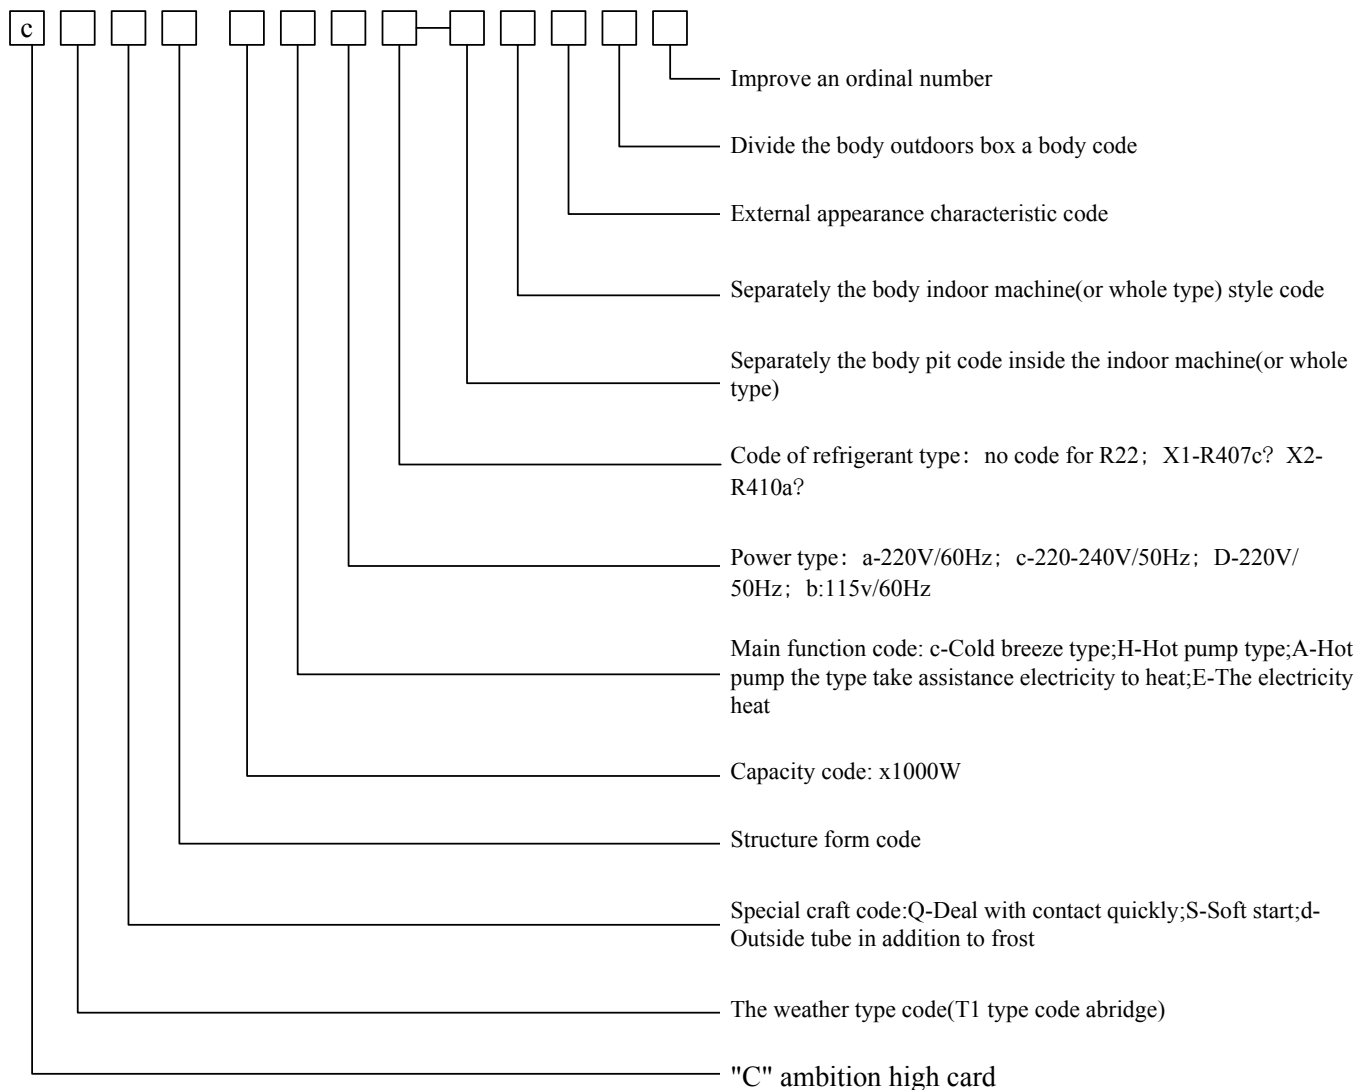 c
Improve an ordinal number
Divide the body outdoors box a body code
External appearance characteristic code
Separately the body indoor machine(or whole type) style code
Separately the body pit code inside the indoor machine(or whole
type)
Code of refrigerant type： no code for R22； X1-R407c？ X2-
R410a？
Power type： a-220V/60Hz； c-220-240V/50Hz； D-220V/
50Hz； b:115v/60Hz
Main function code: c-Cold breeze type;H-Hot pump type;A-Hot
pump the type take assistance electricity to heat;E-The electricity
heat
Capacity code: x1000W
Structure form code
Special craft code:Q-Deal with contact quickly;S-Soft start;d-
Outside tube in addition to frost
The weather type code(T1 type code abridge)
"C" ambition high card